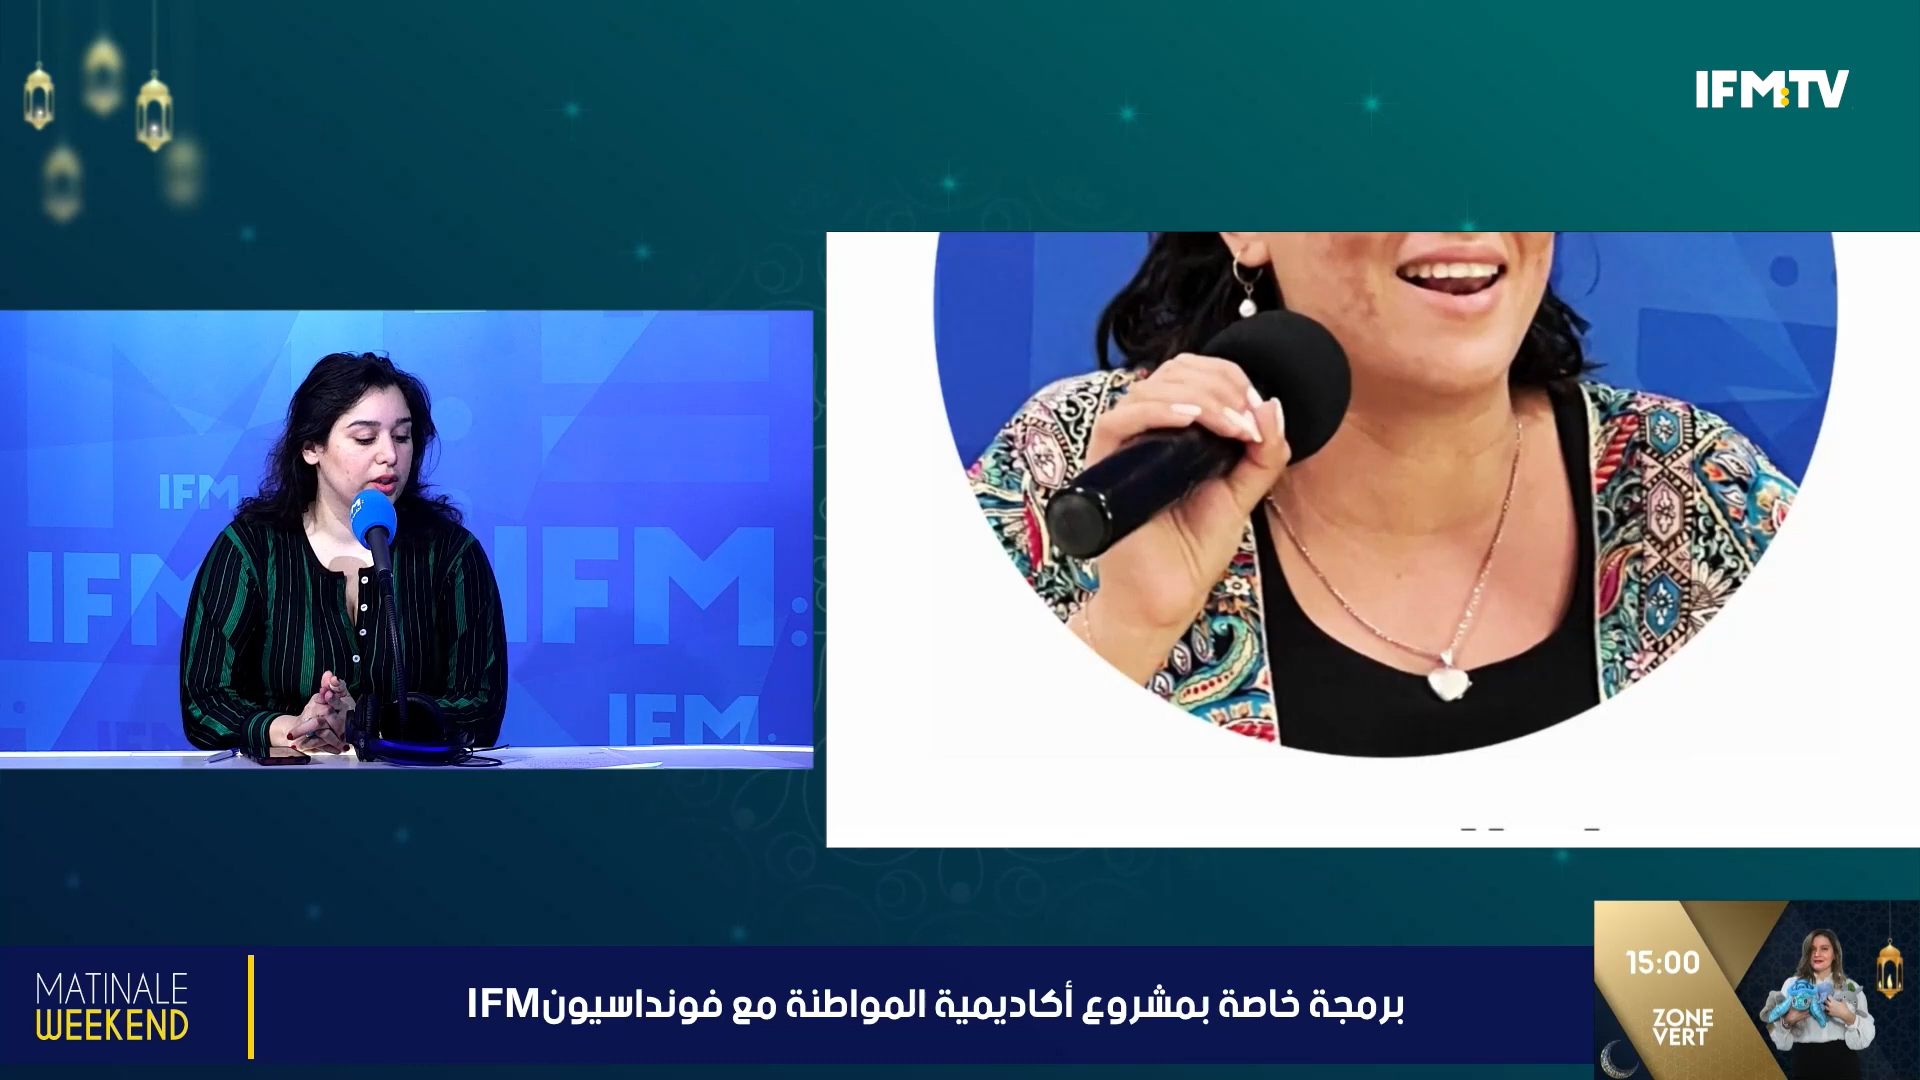 IFM:TV
IFM
IFM
IFM:
IFM
IFM
MATINALE
WEEKEND
برمجة خاصة بمشروع أكاديمية المواطنة مع فونداسيونIFM
15:00
ZONE
VERT